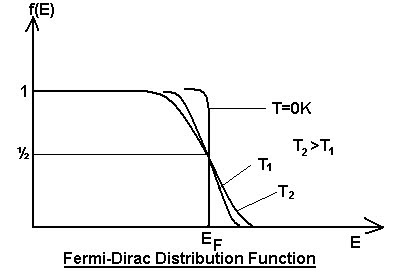 f(E)
1
T=0K
T₂>T₁
½
T₁
T₂
E_F
E
Fermi-Dirac Distribution Function